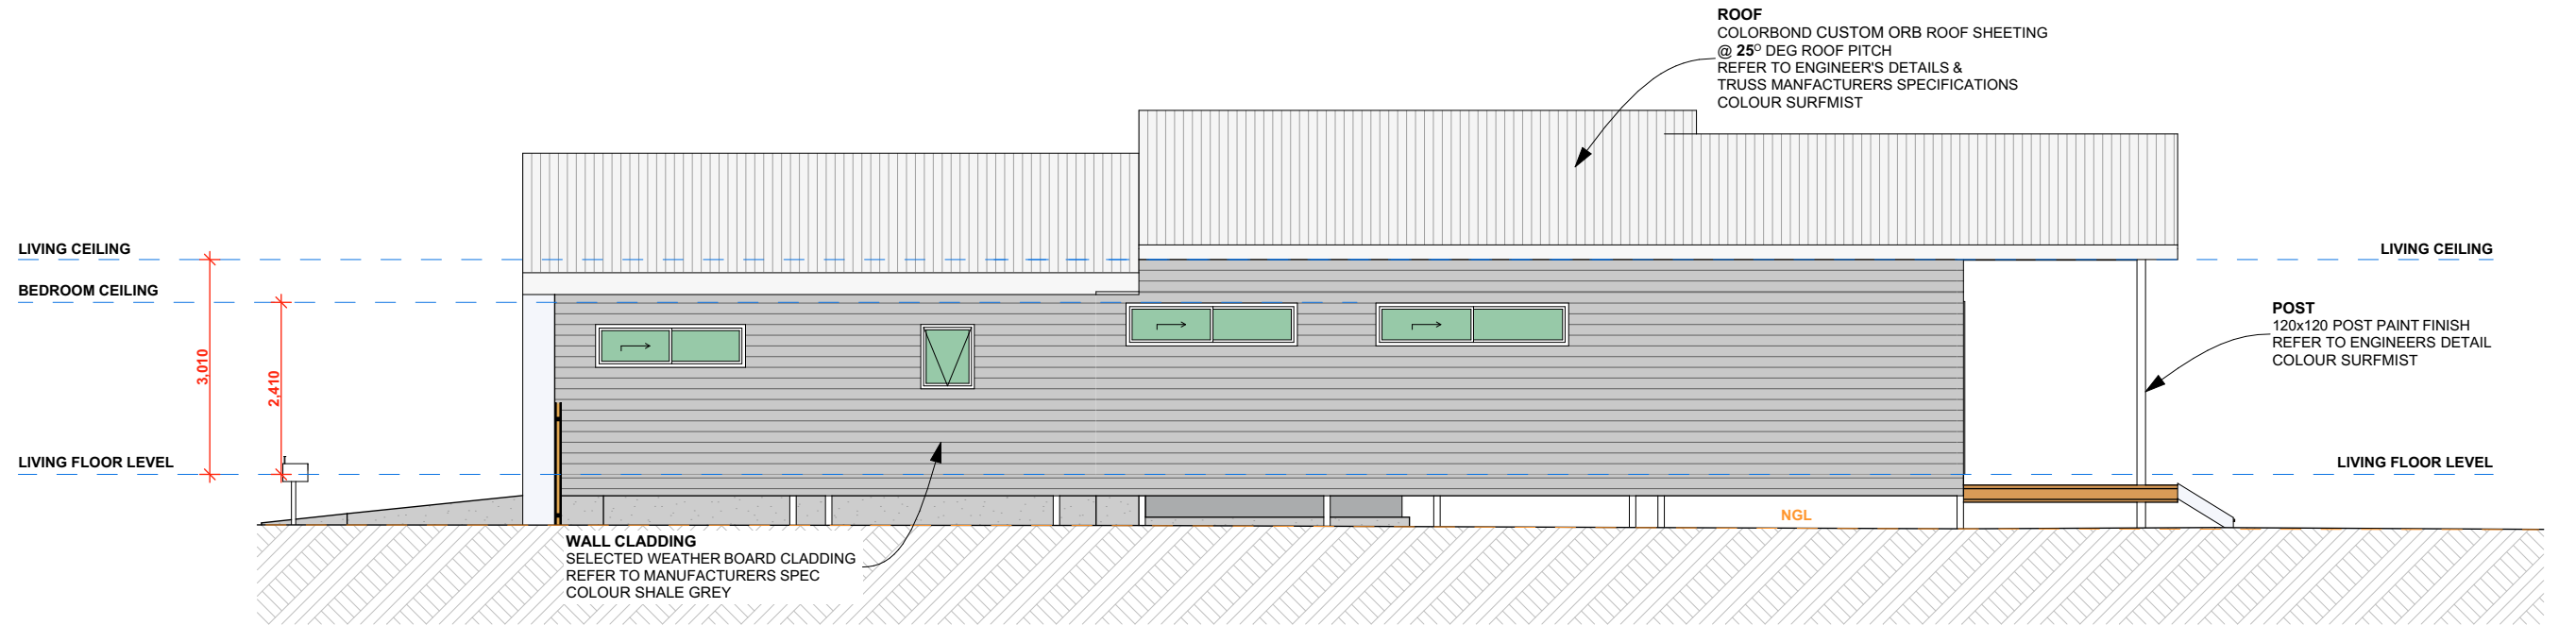 ROOF
COLORBOND CUSTOM ORB ROOF SHEETING
@ 25° DEG ROOF PITCH
REFER TO ENGINEER'S DETAILS &
TRUSS MANFACTURERS SPECIFICATIONS
COLOUR SURFMIST
LIVING CEILING
LIVING CEILING
BEDROOM CEILING
POST
120x120 POST PAINT FINISH
REFER TO ENGINEERS DETAIL
COLOUR SURFMIST
3,010
2,410
LIVING FLOOR LEVEL
LIVING FLOOR LEVEL
NGL
WALL CLADDING
SELECTED WEATHER BOARD CLADDING
REFER TO MANUFACTURERS SPEC
COLOUR SHALE GREY